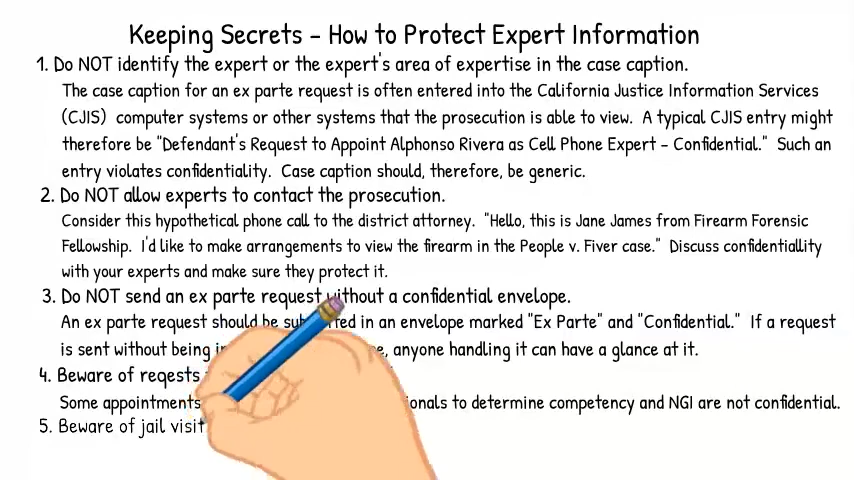 Keeping Secrets – How to Protect Expert Information
1. Do NOT identify the expert or the expert's area of expertise in the case caption.
The case caption for an ex parte request is often entered into the California Justice Information Services
(CJIS) computer systems or other systems that the prosecution is able to view. A typical CJIS entry might
therefore be "Defendant's Request to Appoint Alphonso Rivera as Cell Phone Expert – Confidential." Such an
entry violates confidentiality. Case caption should, therefore, be generic.
2. Do NOT allow experts to contact the prosecution.
Consider this hypothetical phone call to the district attorney. "Hello, this is Jane James from Firearm Forensic
Fellowship. I'd like to make arrangements to view the firearm in the People v. Fiver case." Discuss confidentiallity
with your experts and make sure they protect it.
3. Do NOT send an ex parte request without a confidential envelope.
An ex parte request should be in an envelope marked "Ex Parte" and "Confidential." If a request
is sent without being anyone handling it can have a glance at it.
4. Beware of reqests
Some appointments to determine competency and NGI are not confidential.
5. Beware of jail visit